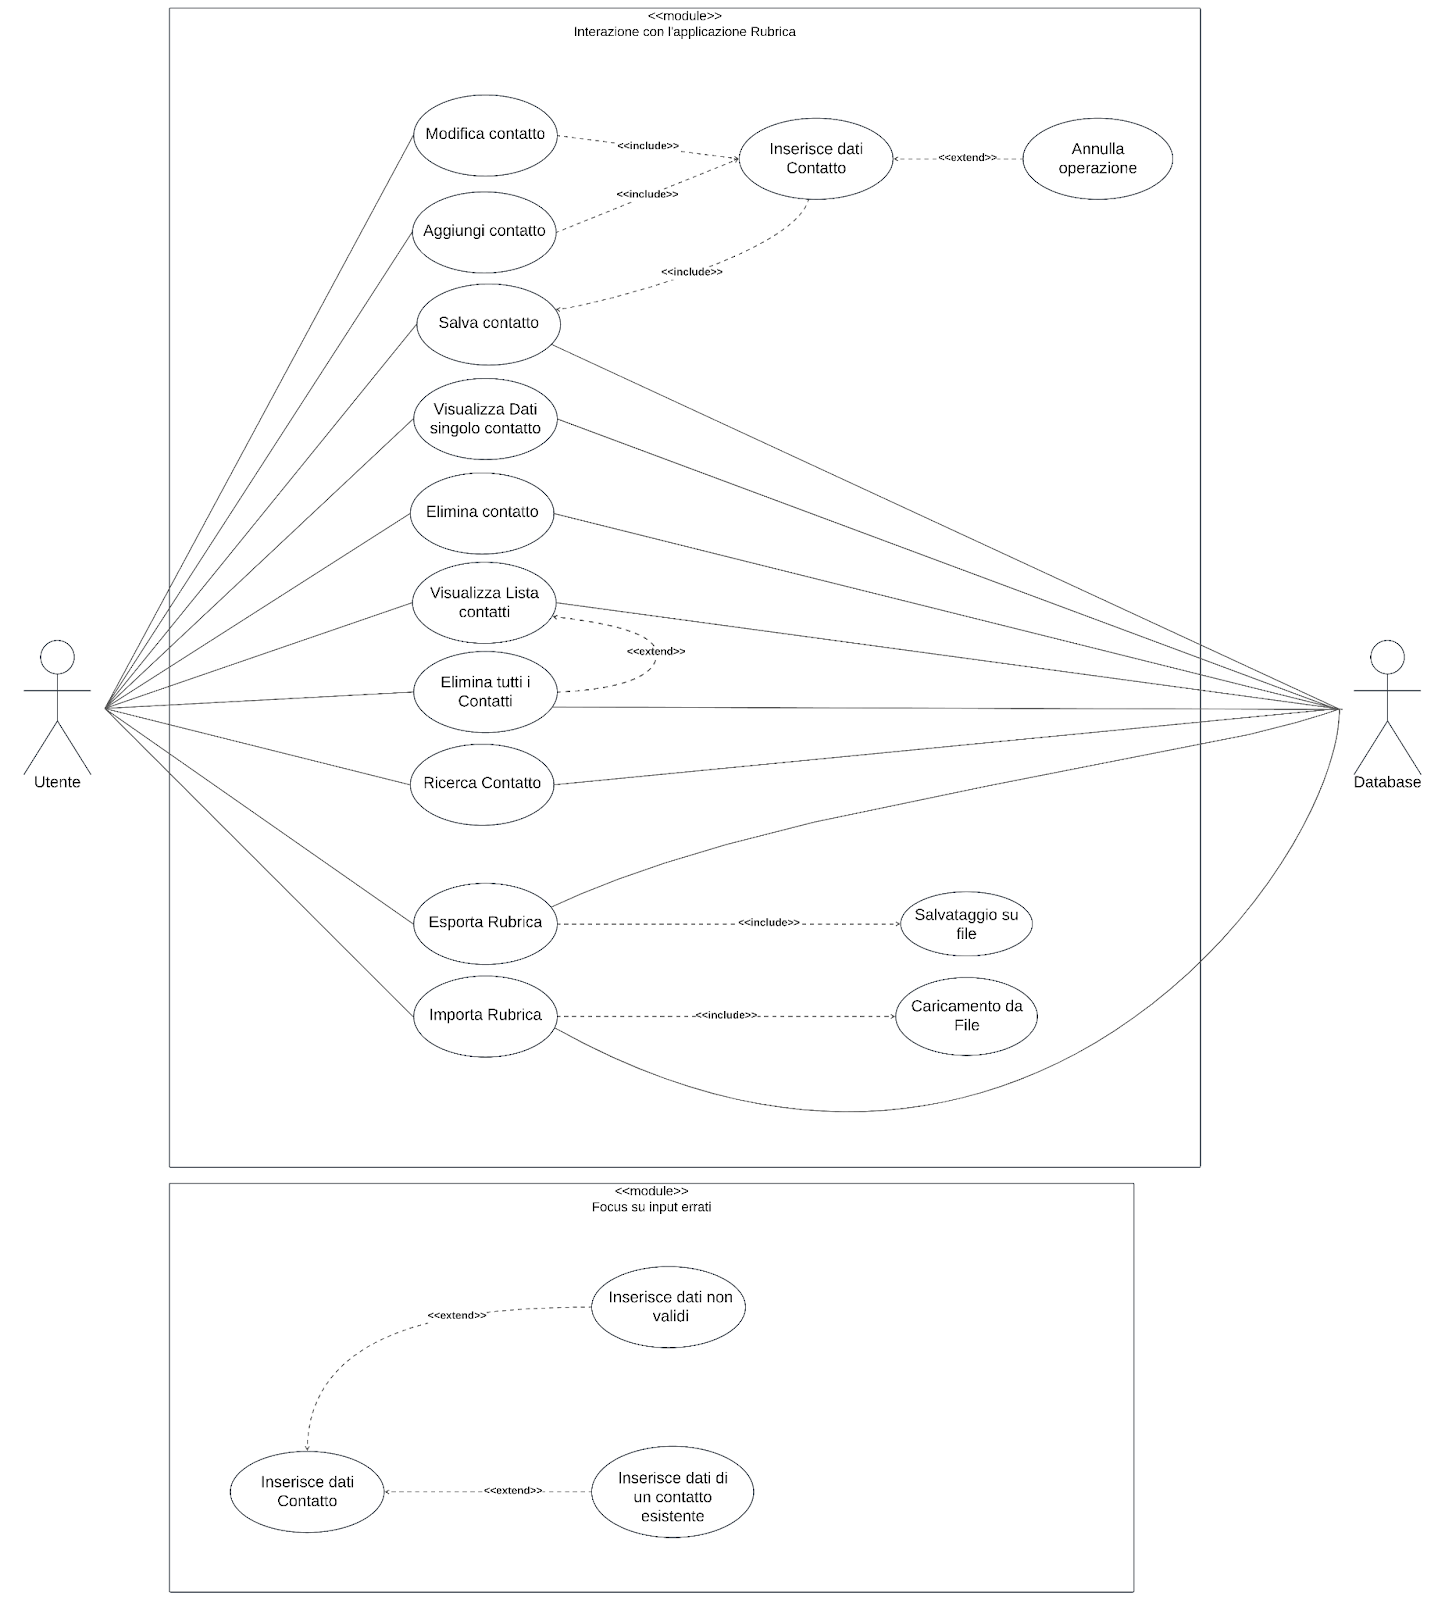 <<module>>
Interazione con l'applicazione Rubrica
Modifica contatto
<<include>>
Inserisce dati
Contatto
<<extend>>
Annulla
operazione
Aggiungi contatto
<<include>>
<<include>>
Salva contatto
Visualizza Dati
singolo contatto
Elimina contatto
Visualizza Lista
contatti
<<extend>>
Elimina tutti i
Contatti
Ricerca Contatto
Utente
Database
Esporta Rubrica
<<include>>
Salvataggio su
file
Importa Rubrica
<<include>>
Caricamento da
File
<<module>>
Focus su input errati
Inserisce dati non
validi
<<extend>>
Inserisce dati
Contatto
<<extend>>
Inserisce dati di
un contatto
esistente